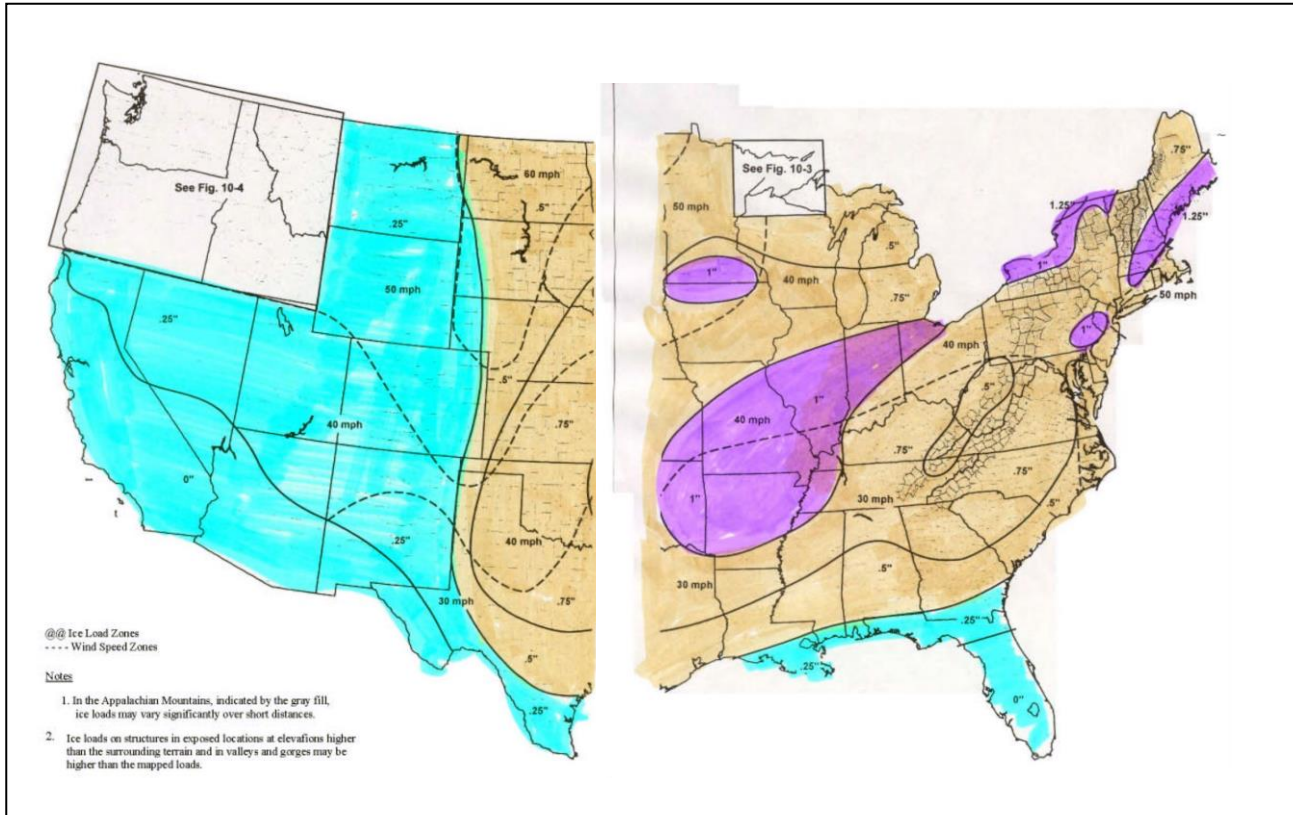 See Fig. 10-4
60 mph
.5"
.25"
50 mph
.25"
.5"
40 mph
.75"
0"
.25"
40 mph
30 mph
.75"
.5"
.25"
See Fig. 10-3
50 mph
.75"
1.25"
1.25"
.5"
1"
40 mph
1"
.75"
50 mph
1"
40 mph
.5"
1"
40 mph
.75"
.75"
1"
30 mph
.5"
40 mph
.5"
30 mph
.25"
.25"
0"
@@ Ice Load Zones
---- Wind Speed Zones
Notes
1. In the Appalachian Mountains, indicated by the gray fill,
ice loads may vary significantly over short distances.
2. Ice loads on structures in exposed locations at elevafions higher
than the surrounding terrain and in valleys and gorges may be
higher than the mapped loads.